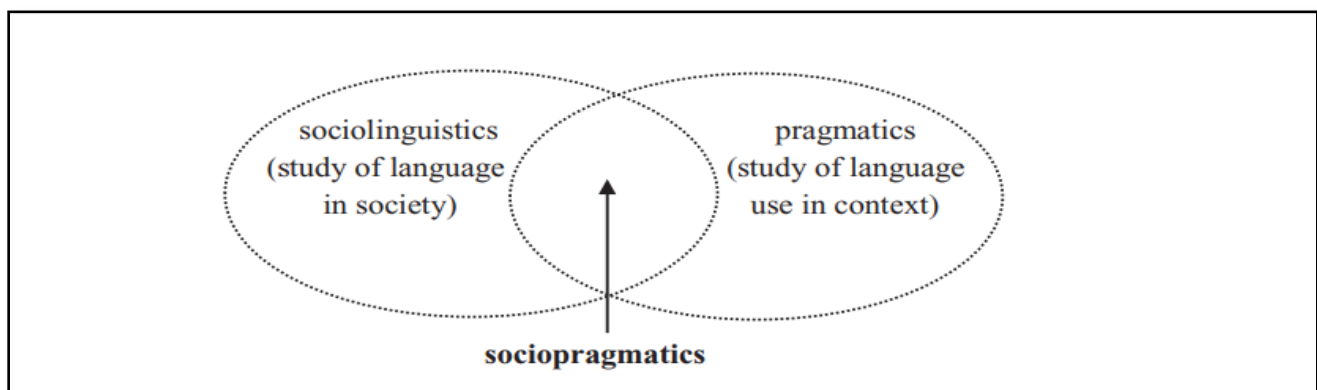 sociolinguistics
(study of language
in society)
pragmatics
(study of language
use in context)
sociopragmatics